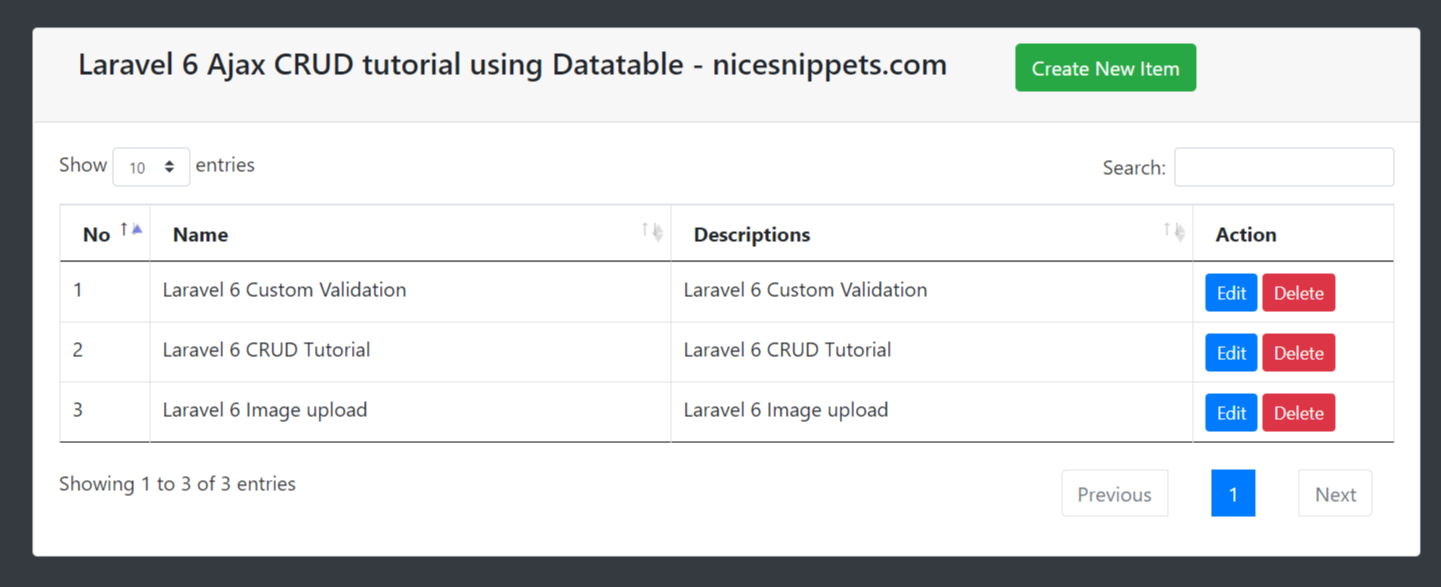 Laravel 6 Ajax CRUD tutorial using Datatable - nicesnippets.com Create New Item
Show 10 entries Search:
No Name Descriptions Action
1 Laravel 6 Custom Validation Laravel 6 Custom Validation Edit Delete
2 Laravel 6 CRUD Tutorial Laravel 6 CRUD Tutorial Edit Delete
3 Laravel 6 Image upload Laravel 6 Image upload Edit Delete
Showing 1 to 3 of 3 entries Previous 1 Next